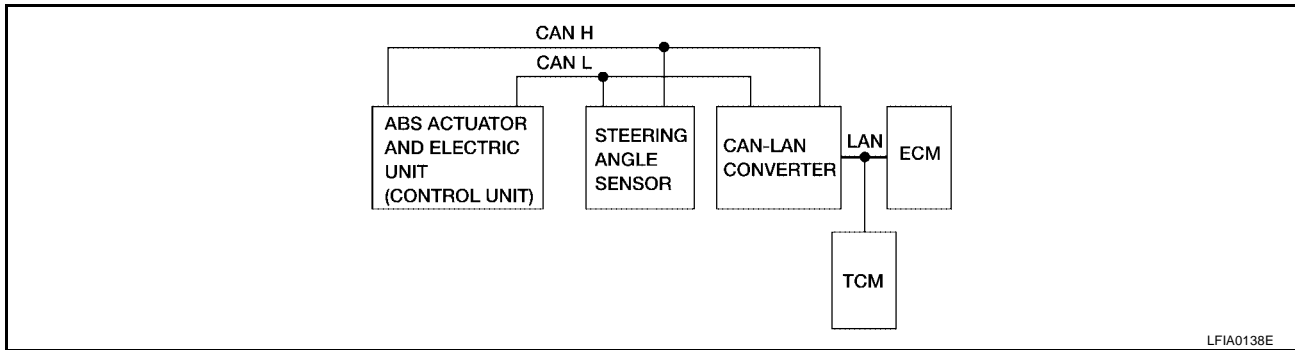 CAN H
CAN L
ABS ACTUATOR
AND ELECTRIC
UNIT
(CONTROL UNIT)
STEERING
ANGLE
SENSOR
CAN-LAN
CONVERTER
LAN
ECM
TCM
LFIA0138E